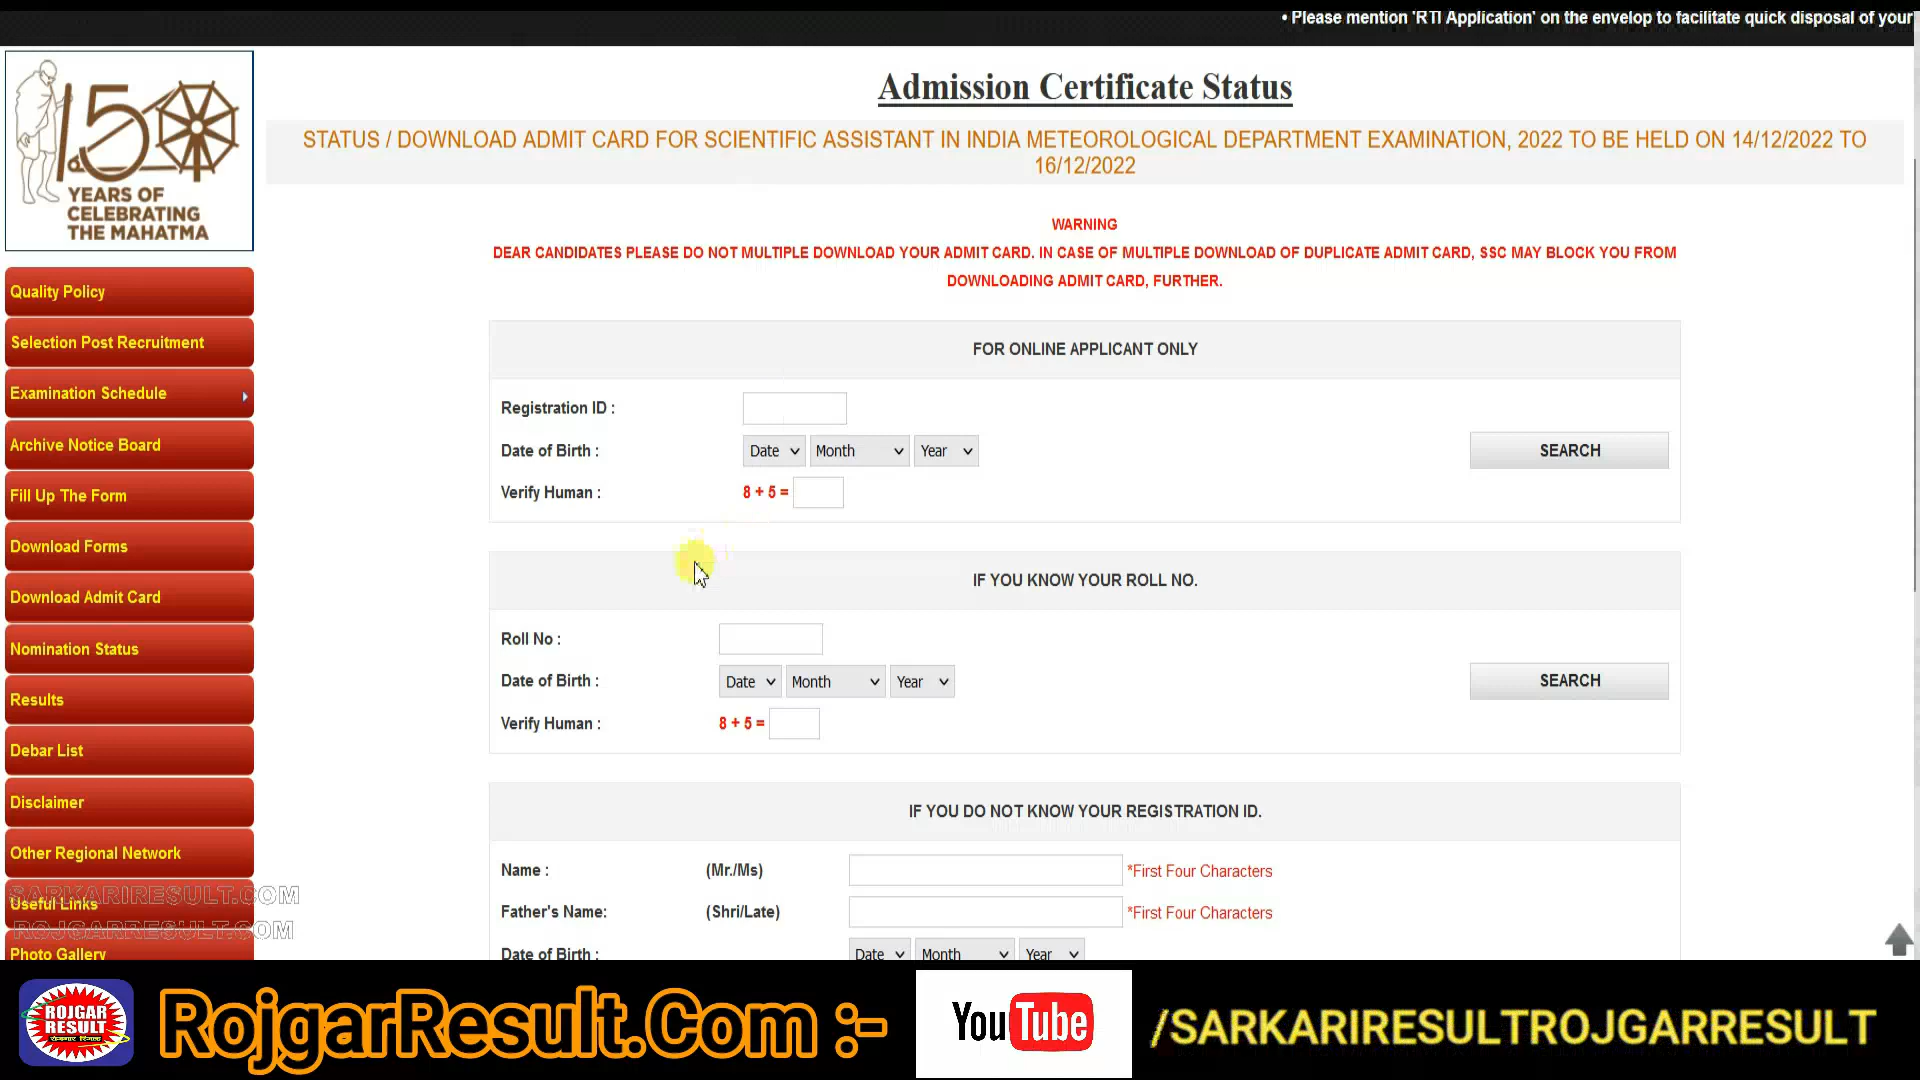 • Please mention 'RTI Application' on the envelop to facilitate quick disposal of your
150
YEARS OF
CELEBRATING
THE MAHATMA
Admission Certificate Status
STATUS / DOWNLOAD ADMIT CARD FOR SCIENTIFIC ASSISTANT IN INDIA METEOROLOGICAL DEPARTMENT EXAMINATION, 2022 TO BE HELD ON 14/12/2022 TO
16/12/2022
WARNING
DEAR CANDIDATES PLEASE DO NOT MULTIPLE DOWNLOAD YOUR ADMIT CARD. IN CASE OF MULTIPLE DOWNLOAD OF DUPLICATE ADMIT CARD, SSC MAY BLOCK YOU FROM
DOWNLOADING ADMIT CARD, FURTHER.
Quality Policy
Selection Post Recruitment
Examination Schedule
Archive Notice Board
Fill Up The Form
Download Forms
Download Admit Card
Nomination Status
Results
Debar List
Disclaimer
Other Regional Network
Useful Links
Photo Gallery
SARKARIRESULT.COM
ROJGARRESULT.COM
FOR ONLINE APPLICANT ONLY
Registration ID :
Date of Birth : Date Month Year SEARCH
Verify Human : 8 + 5 =
IF YOU KNOW YOUR ROLL NO.
Roll No :
Date of Birth : Date Month Year SEARCH
Verify Human : 8 + 5 =
IF YOU DO NOT KNOW YOUR REGISTRATION ID.
Name : (Mr./Ms) *First Four Characters
Father's Name: (Shri/Late) *First Four Characters
Date of Birth : Date Month Year
ROJGAR
RESULT
रोजगार रिजल्ट
RojgarResult.Com :-
YouTube
/SARKARIRESULTROJGARRESULT